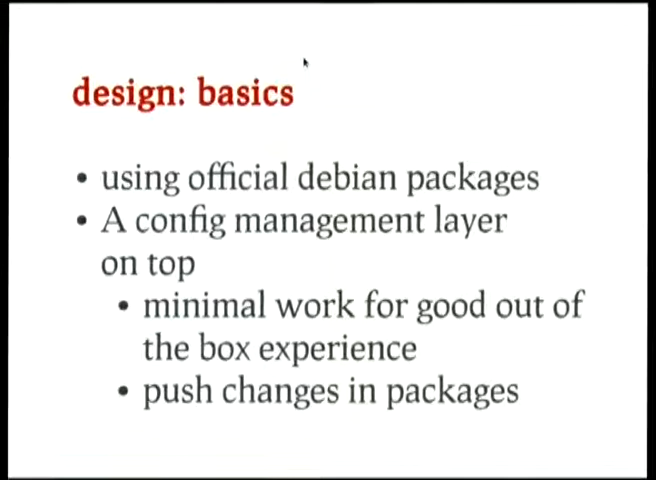 design: basics
• using official debian packages
• A config management layer
on top
• minimal work for good out of
the box experience
• push changes in packages